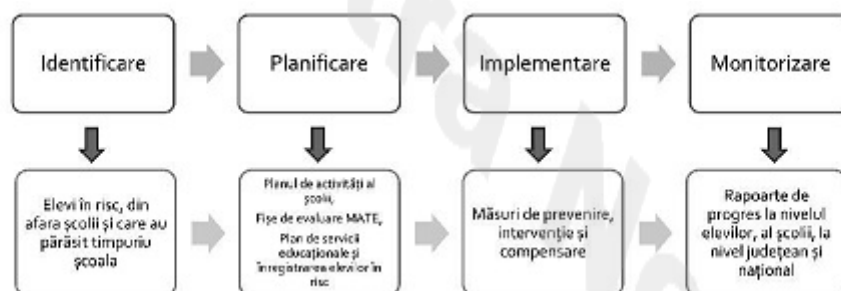 Identificare
Planificare
Implementare
Monitorizare
Elevi în risc, din
afara școlii și care au
părăsit timpuriu
școala
Planul de activități al
școlii,
Fișe de evaluare MATE,
Plan de servicii
educaționale și
înregistrarea elevilor în
risc
Măsuri de prevenire,
intervenție și
compensare
Rapoarte de
progres la nivelul
elevilor, al școlii, la
nivel județean și
național